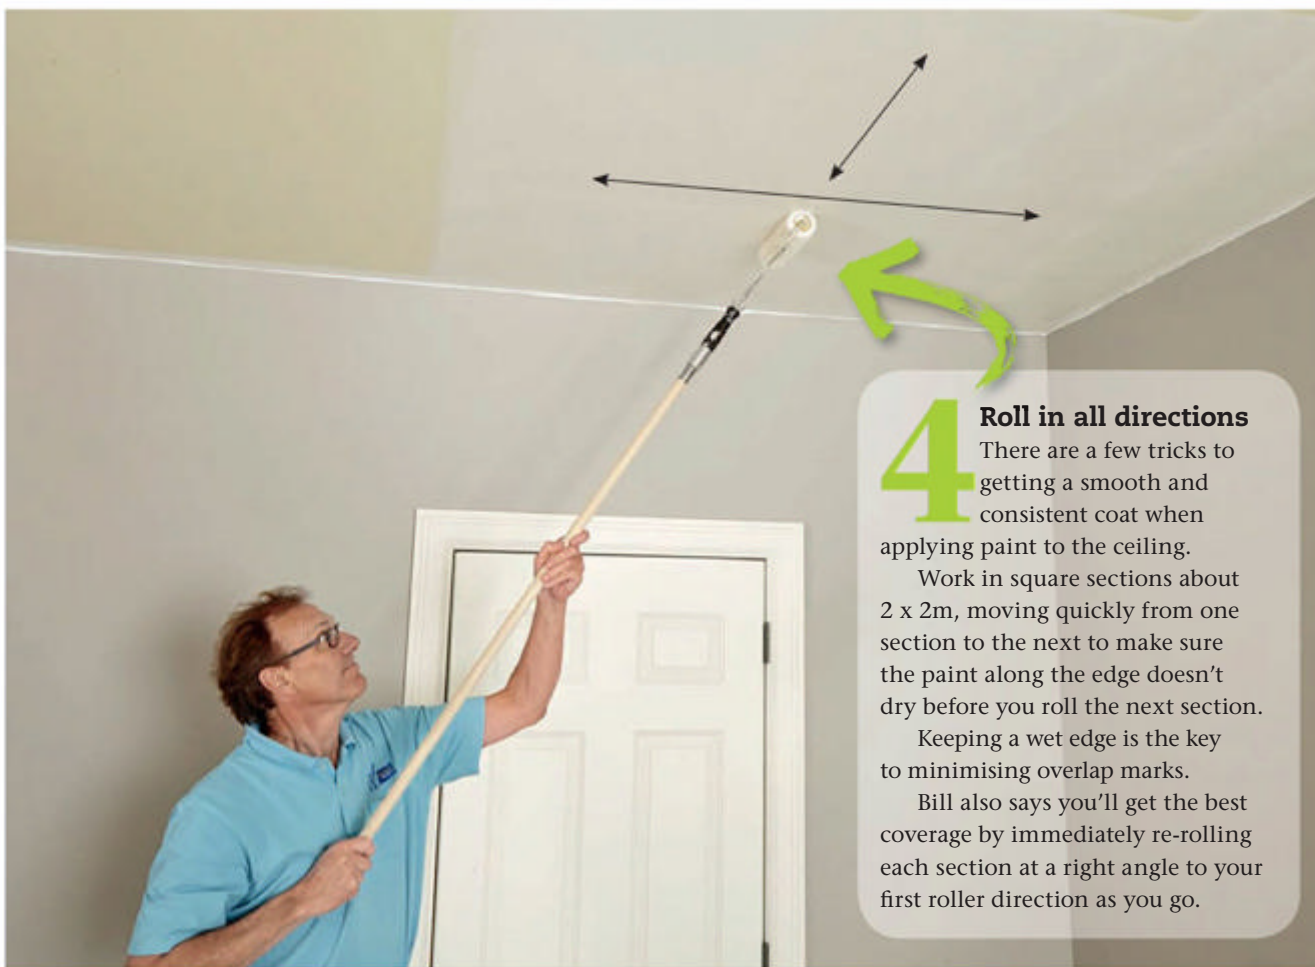 4
Roll in all directions
There are a few tricks to
getting a smooth and
consistent coat when
applying paint to the ceiling.
Work in square sections about
2 x 2m, moving quickly from one
section to the next to make sure
the paint along the edge doesn't
dry before you roll the next section.
Keeping a wet edge is the key
to minimising overlap marks.
Bill also says you'll get the best
coverage by immediately re-rolling
each section at a right angle to your
first roller direction as you go.